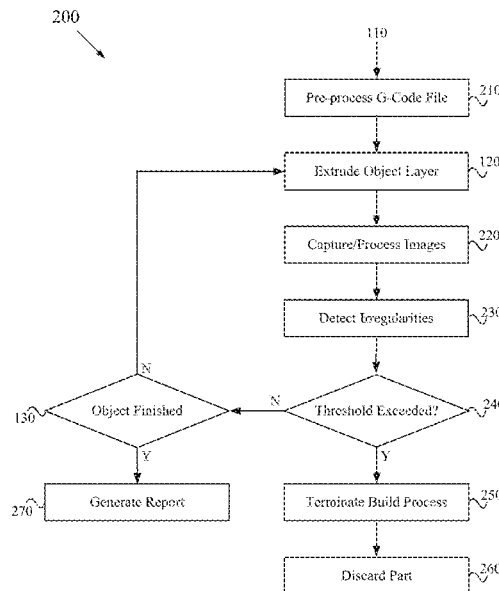 200
110
Pre-process G-Code File
210
Extrude Object Layer
120
Capture/Process Images
220
Detect Irregularities
230
N
Object Finished
130
N
Threshold Exceeded?
240
Y
Y
Generate Report
270
Terminate Build Process
250
Discard Part
260